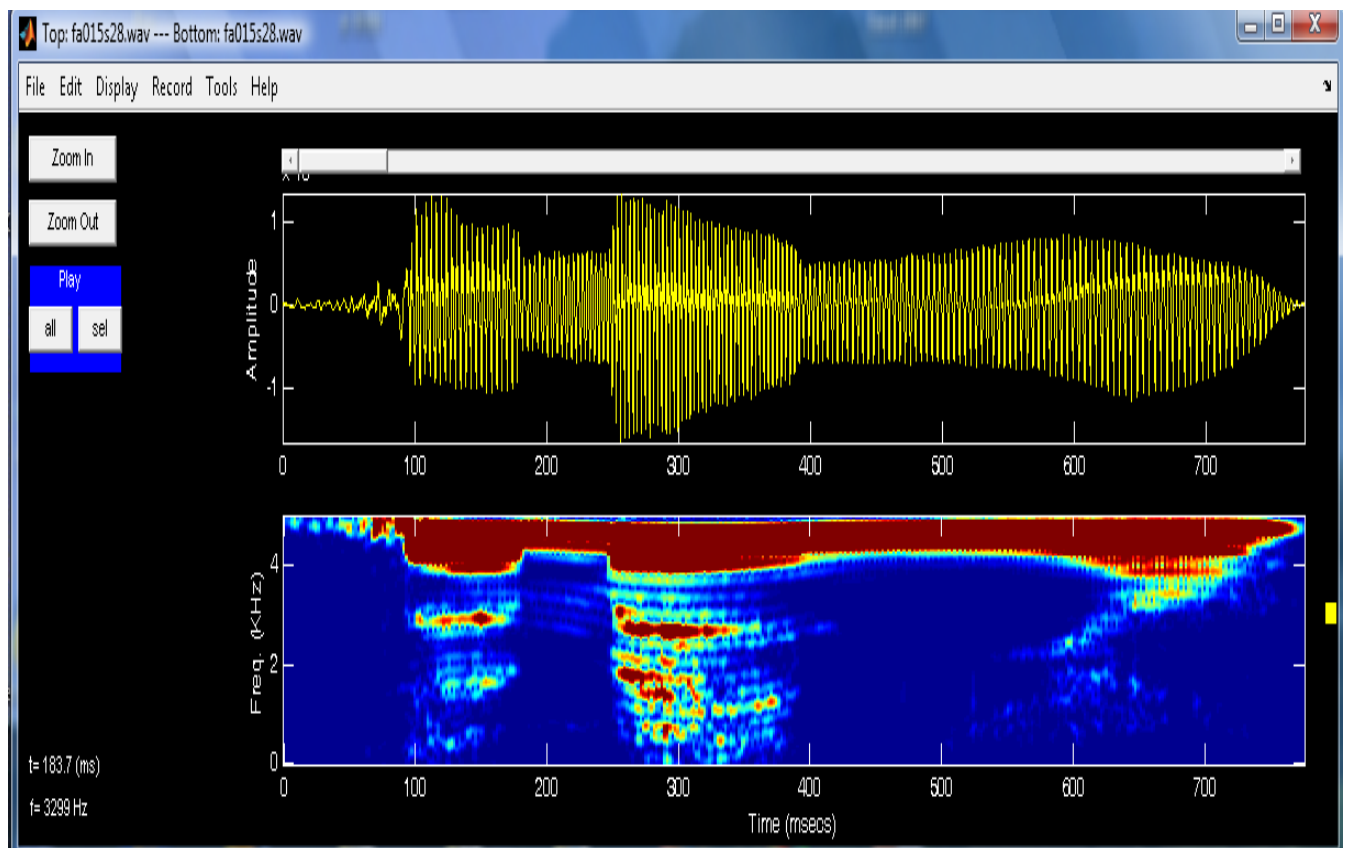 Top: fa015s28.wav --- Bottom: fa015s28.wav
File Edit Display Record Tools Help
Zoom In
Zoom Out
Play
all sel
Amplitude
1
0
-1
0 100 200 300 400 500 600 700
Freq. (KHz)
4
2
0
0 100 200 300 400 500 600 700
Time (msecs)
t= 183.7 (ms)
f= 3299 Hz